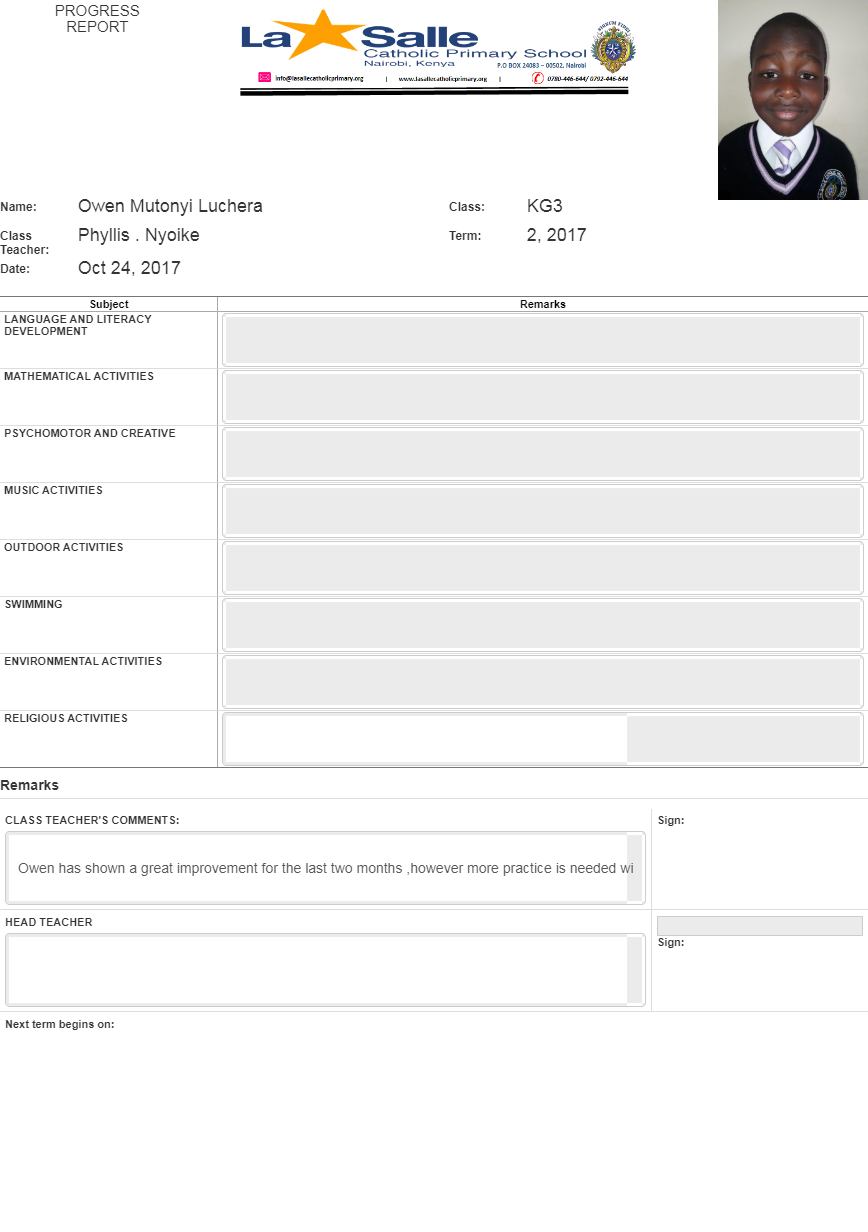 PROGRESS
REPORT
La Salle
Catholic Primary School
Nairobi, Kenya
P.O BOX 24083 – 00502, Nairobi
info@lasallecatholicprimary.org | www.lasallecatholicprimary.org | 0780-446-644/ 0792-446-644
Name: Owen Mutonyi Luchera Class: KG3
Class Teacher: Phyllis . Nyoike Term: 2, 2017
Date: Oct 24, 2017
Subject Remarks
LANGUAGE AND LITERACY
DEVELOPMENT
MATHEMATICAL ACTIVITIES
PSYCHOMOTOR AND CREATIVE
MUSIC ACTIVITIES
OUTDOOR ACTIVITIES
SWIMMING
ENVIRONMENTAL ACTIVITIES
RELIGIOUS ACTIVITIES
Remarks
CLASS TEACHER'S COMMENTS: Sign:
Owen has shown a great improvement for the last two months ,however more practice is needed wi
HEAD TEACHER
Sign:
Next term begins on: